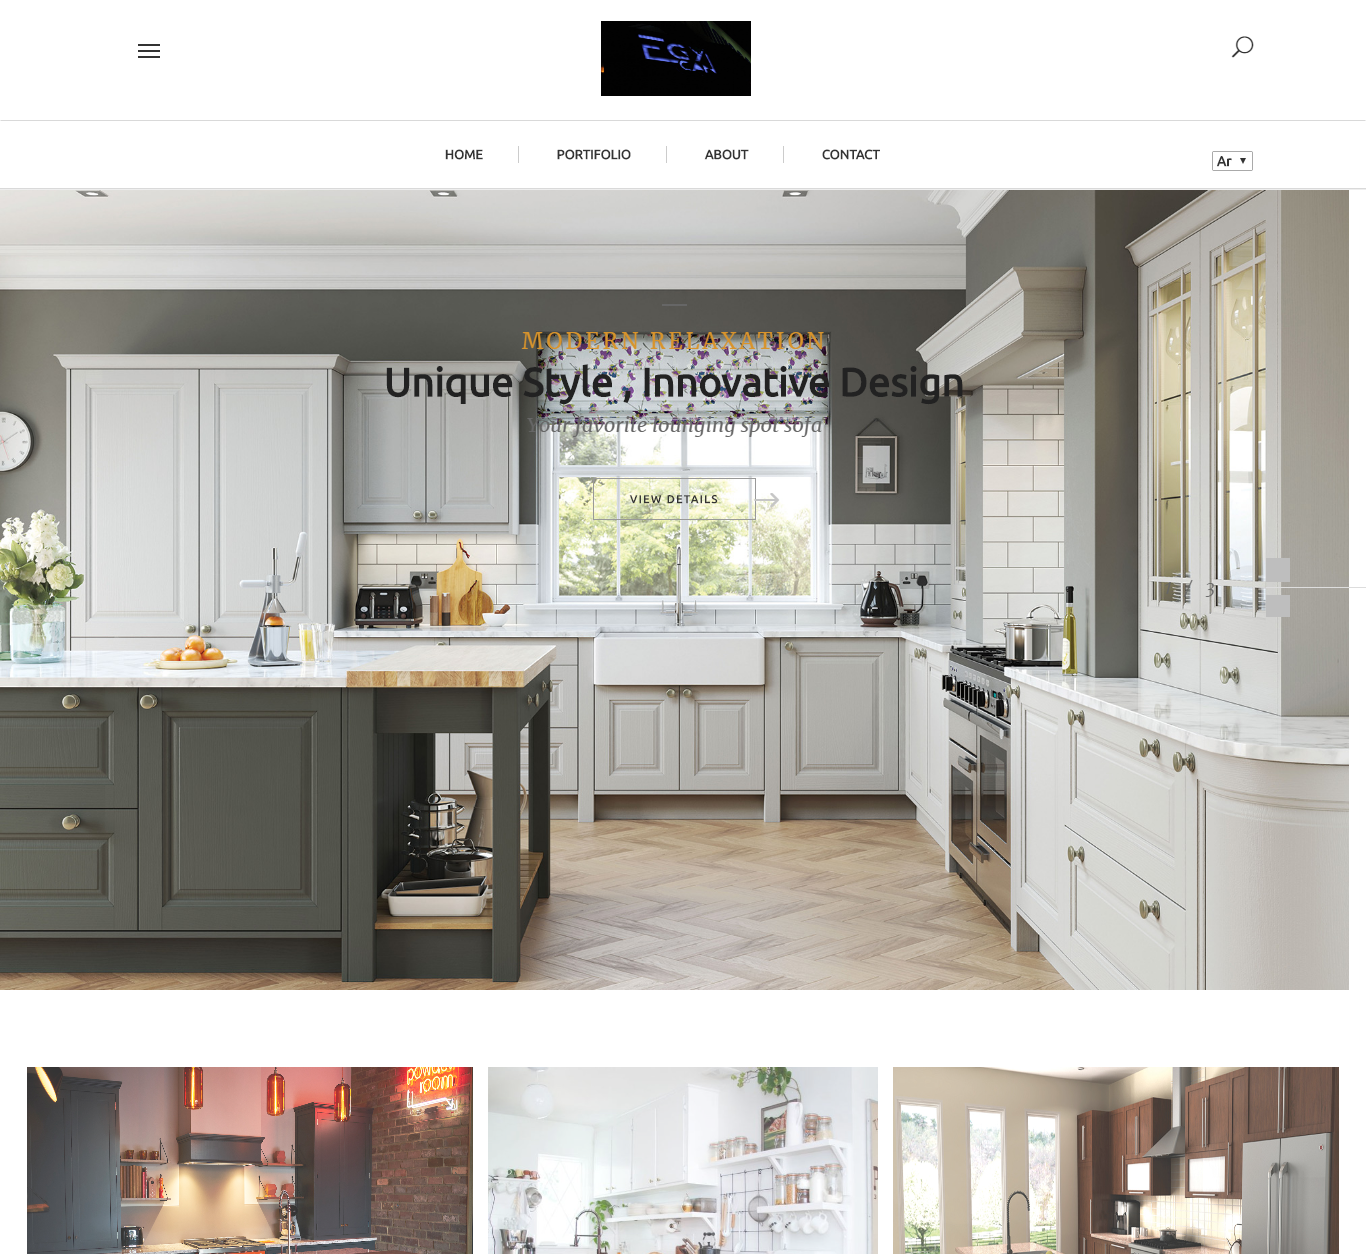 EGY
CAN
HOME
PORTIFOLIO
ABOUT
CONTACT
Ar
MODERN RELAXATION
Unique Style , Innovative Design
Your favorite lounging spot sofa
VIEW DETAILS
3
powder
room